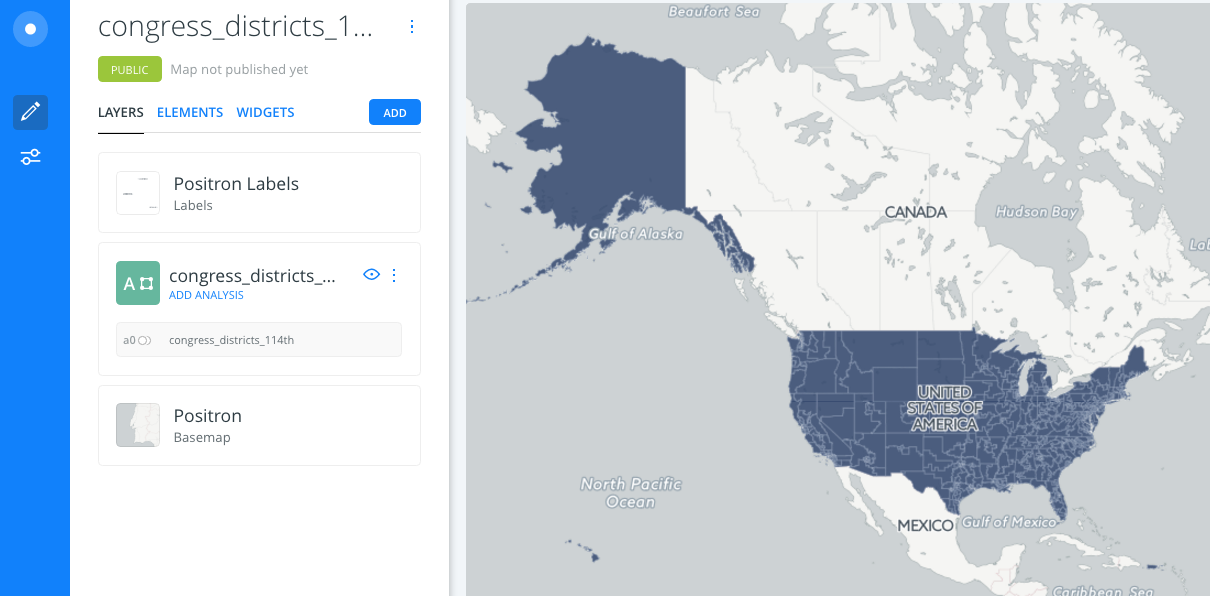 congress_districts_1...
PUBLIC Map not published yet
LAYERS ELEMENTS WIDGETS ADD
Positron Labels
Labels
A congress_districts_...
ADD ANALYSIS
a0 congress_districts_114th
Positron
Basemap
Beaufort Sea
CANADA
Hudson Bay
Lab
Gulf of Alaska
UNITED
STATES OF
AMERICA
North Pacific
Ocean
MEXICO
Gulf of Mexico
Caribbean Sea